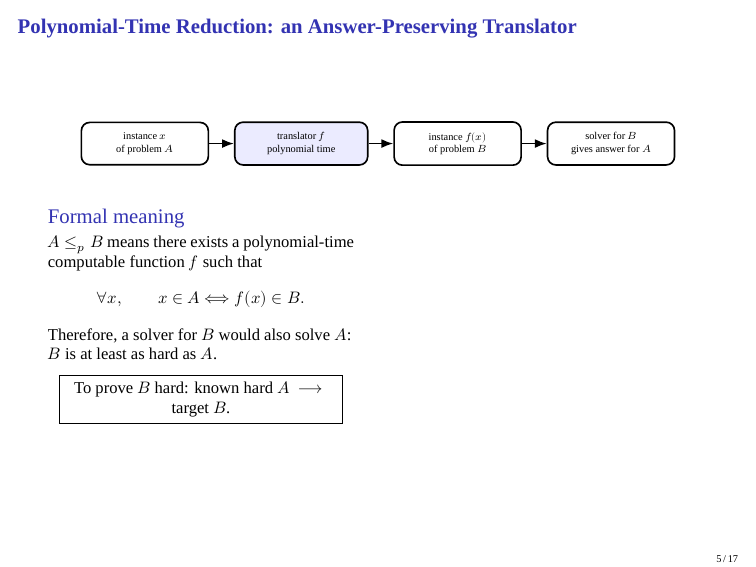 Polynomial-Time Reduction: an Answer-Preserving Translator
instance x
of problem A
translator f
polynomial time
instance f(x)
of problem B
solver for B
gives answer for A
Formal meaning
A ≤p B means there exists a polynomial-time
computable function f such that
∀x, x ∈ A ⟺ f(x) ∈ B.
Therefore, a solver for B would also solve A:
B is at least as hard as A.
To prove B hard: known hard A ⟶
target B.
5 / 17